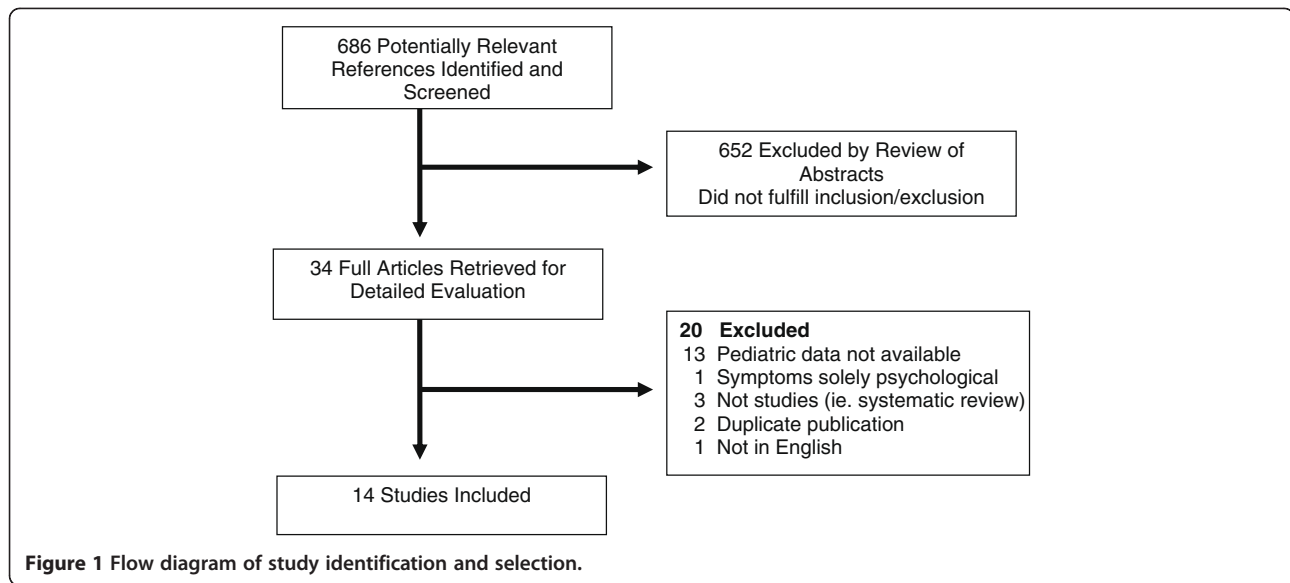 686 Potentially Relevant
References Identified and
Screened
652 Excluded by Review of
Abstracts
Did not fulfill inclusion/exclusion
34 Full Articles Retrieved for
Detailed Evaluation
20 Excluded
13 Pediatric data not available
1 Symptoms solely psychological
3 Not studies (ie. systematic review)
2 Duplicate publication
1 Not in English
14 Studies Included
Figure 1 Flow diagram of study identification and selection.